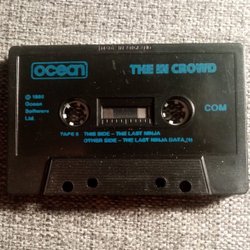 ocean
THE IN CROWD
Ocean
Software
Ltd.
COM
TAPE 5 THIS SIDE – THE LAST NINJA
OTHER SIDE – THE LAST NINJA DATA